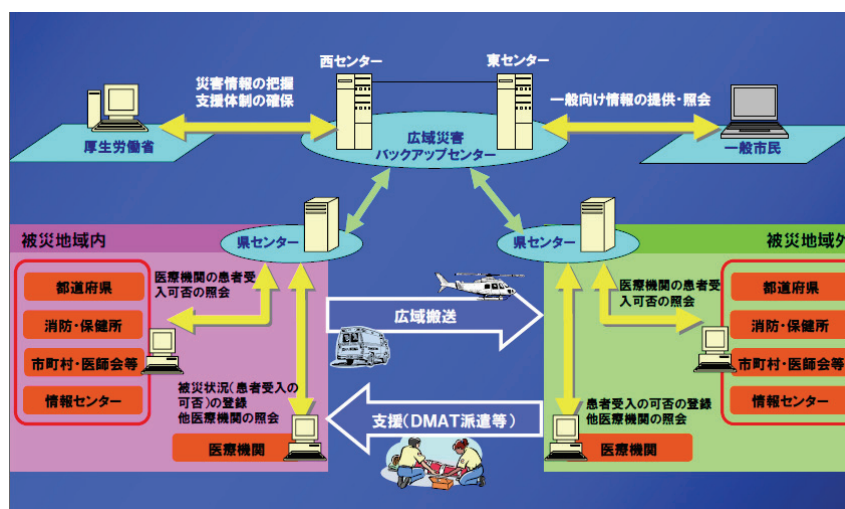 西センター
東センター
災害情報の把握
支援体制の確保
一般向け情報の提供・照会
厚生労働省
広域災害
バックアップセンター
一般市民
被災地域内
県センター
県センター
被災地域外
医療機関の患者受
入可否の照会
医療機関の患者受
入可否の照会
都道府県
消防・保健所
市町村・医師会等
情報センター
広域搬送
都道府県
消防・保健所
市町村・医師会等
情報センター
被災状況(患者受入の
可否)の登録
他医療機関の照会
支援(DMAT派遣等)
患者受入の可否の登録
他医療機関の照会
医療機関
医療機関